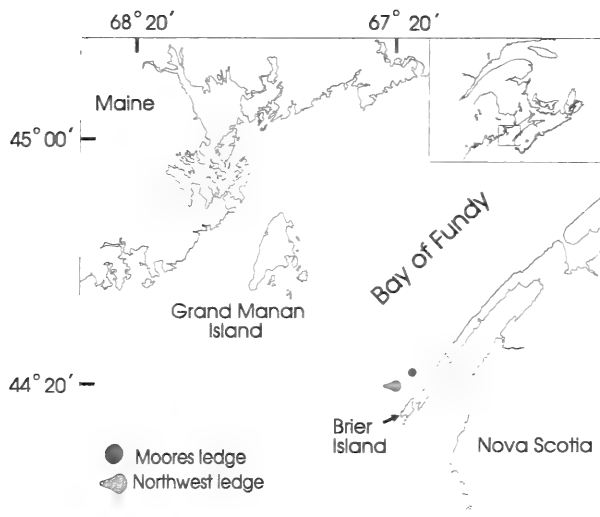 68°20′
67°20′
Maine
45°00′
Bay of Fundy
Grand Manan
Island
44°20′
Brier
Island
Nova Scotia
Moores ledge
Northwest ledge